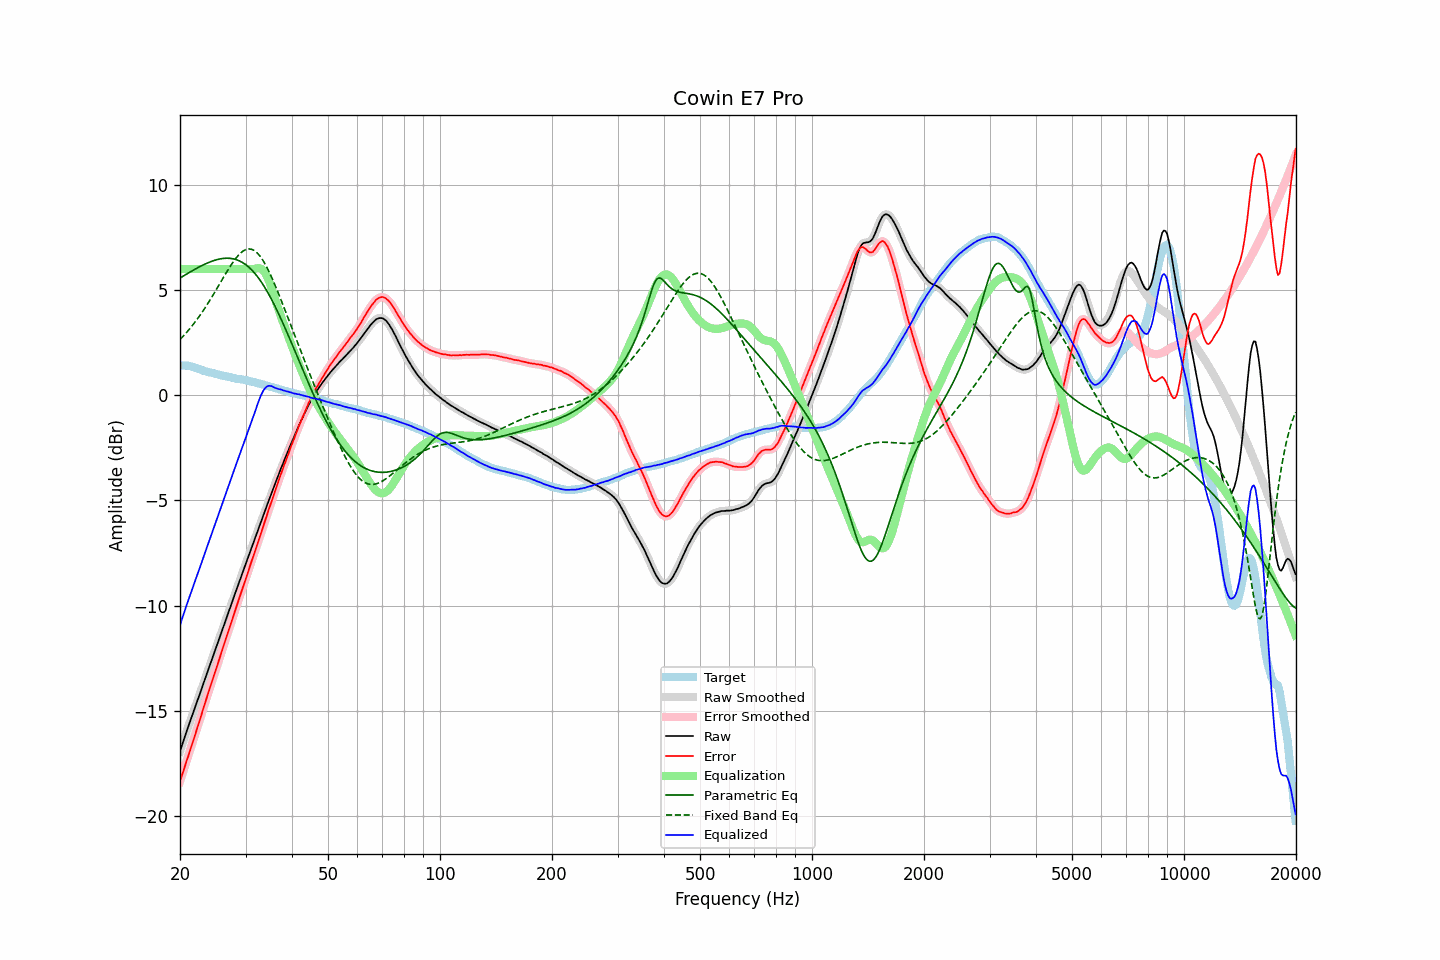 Cowin E7 Pro
Amplitude (dBr)
10
5
0
−5
−10
−15
−20
Target
Raw Smoothed
Error Smoothed
Raw
Error
Equalization
Parametric Eq
Fixed Band Eq
Equalized
20 50 100 200 500 1000 2000 5000 10000 20000
Frequency (Hz)